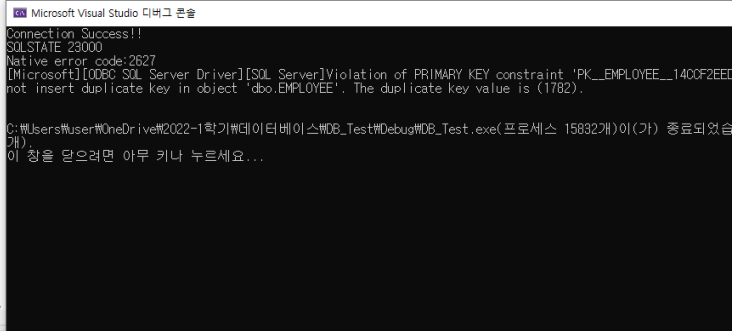 Microsoft Visual Studio 디버그 콘솔
Connection Success!!
SQLSTATE 23000
Native error code:2627
[Microsoft][ODBC SQL Server Driver][SQL Server]Violation of PRIMARY KEY constraint 'PK__EMPLOYEE__14CCF2EED
not insert duplicate key in object 'dbo.EMPLOYEE'. The duplicate key value is (1782).
C:₩Users₩user₩OneDrive₩2022-1학기₩데이터베이스₩DB_Test₩Debug₩DB_Test.exe(프로세스 15832개)이(가) 종료되었습
개).
이 창을 닫으려면 아무 키나 누르세요...